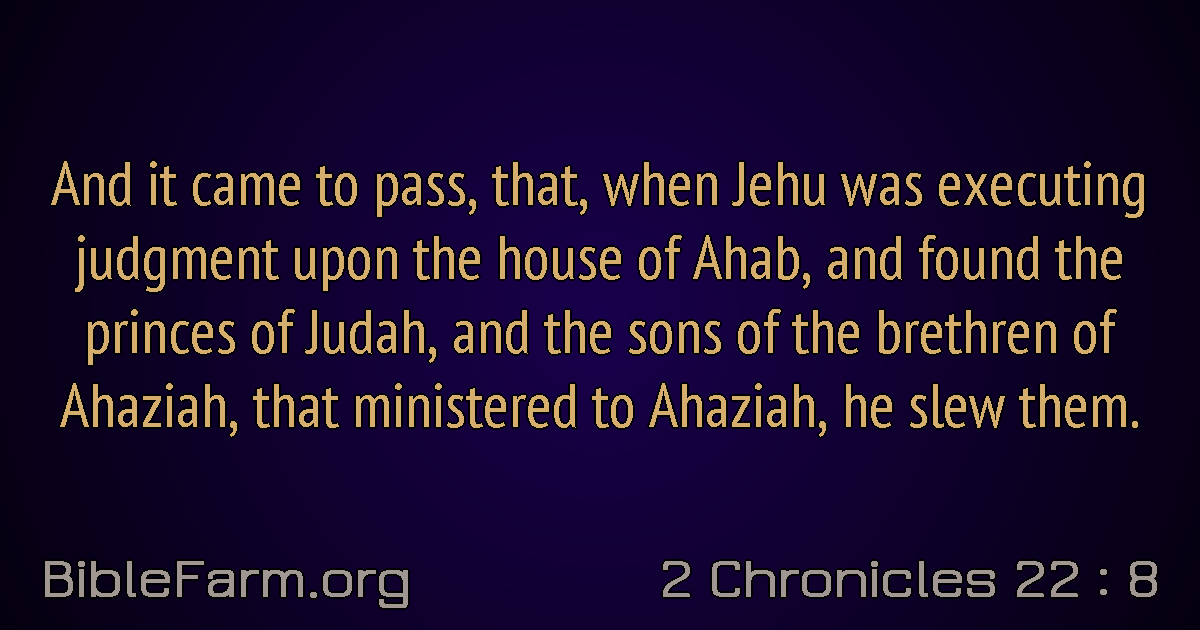 And it came to pass, that, when Jehu was executing
judgment upon the house of Ahab, and found the
princes of Judah, and the sons of the brethren of
Ahaziah, that ministered to Ahaziah, he slew them.
BibleFarm.org
2 Chronicles 22 : 8